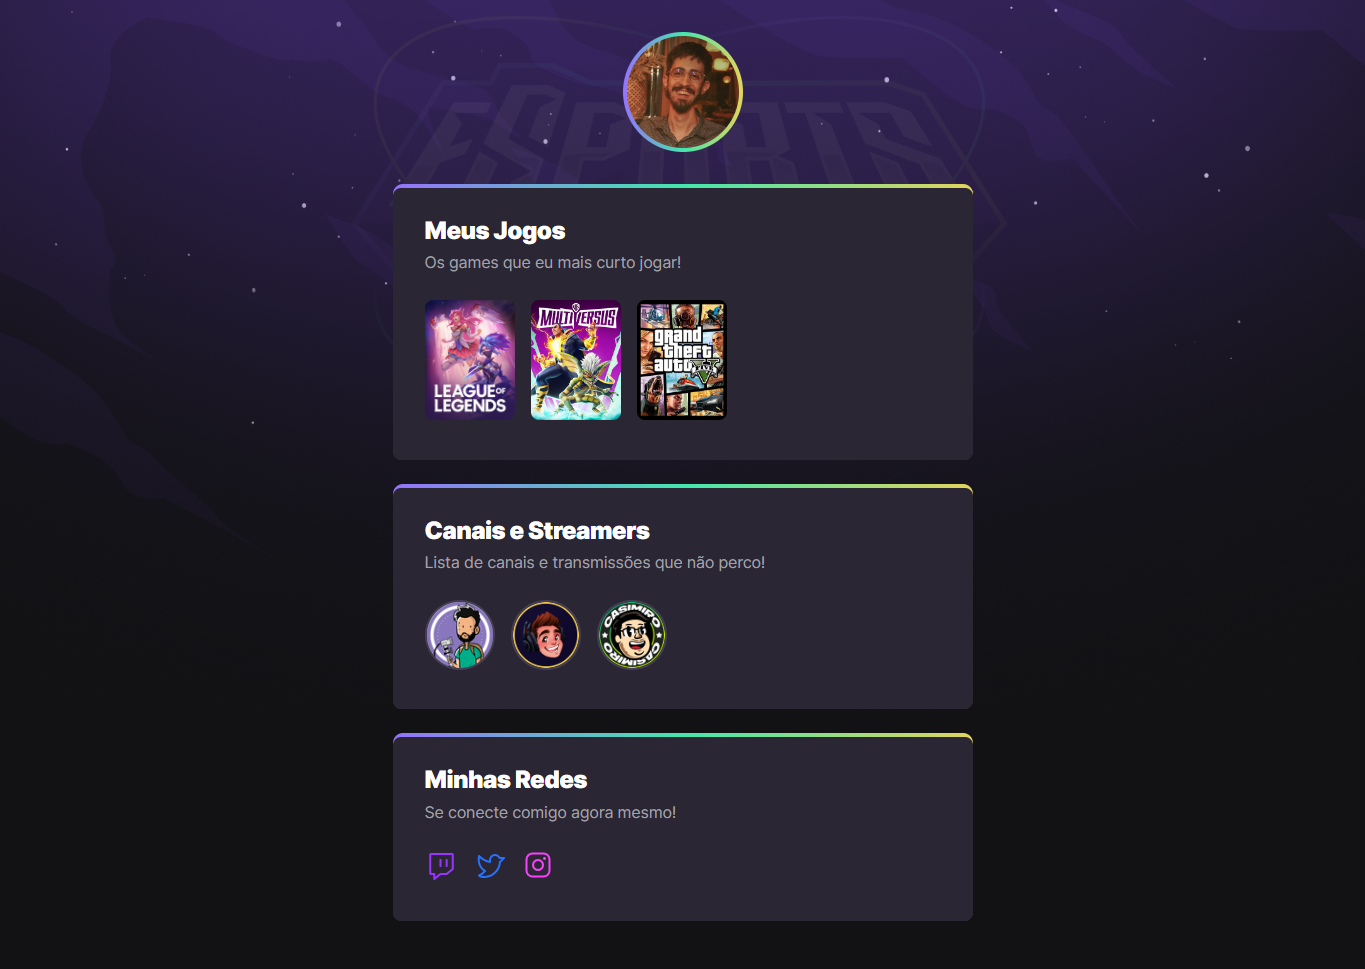 ESPORTS
Meus Jogos
Os games que eu mais curto jogar!
LEAGUE OF
LEGENDS
MULTIVERSUS
grand
theft
auto
FIVE
Canais e Streamers
Lista de canais e transmissões que não perco!
CASIMIRO
CASIMIRO
Minhas Redes
Se conecte comigo agora mesmo!